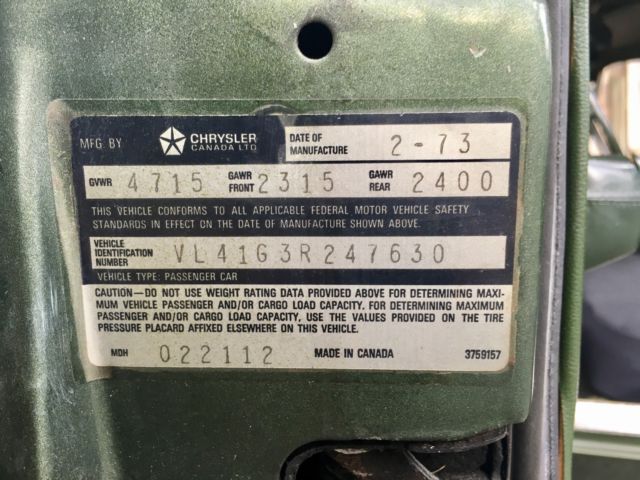 MFG BY CHRYSLER CANADA LTD DATE OF MANUFACTURE 2-73
GVWR 4715 GAWR FRONT 2315 GAWR REAR 2400
THIS VEHICLE CONFORMS TO ALL APPLICABLE FEDERAL MOTOR VEHICLE SAFETY
STANDARDS IN EFFECT ON THE DATE OF MANUFACTURE SHOWN ABOVE.
VEHICLE IDENTIFICATION NUMBER VL41G3R247630
VEHICLE TYPE: PASSENGER CAR
CAUTION—DO NOT USE WEIGHT RATING DATA PROVIDED ABOVE FOR DETERMINING MAXI-
MUM VEHICLE PASSENGER AND/OR CARGO LOAD CAPACITY. FOR DETERMINING MAXIMUM
PASSENGER AND/OR CARGO LOAD CAPACITY, USE THE VALUES PROVIDED ON THE TIRE
PRESSURE PLACARD AFFIXED ELSEWHERE ON THIS VEHICLE.
MDH 022112 MADE IN CANADA 3759157